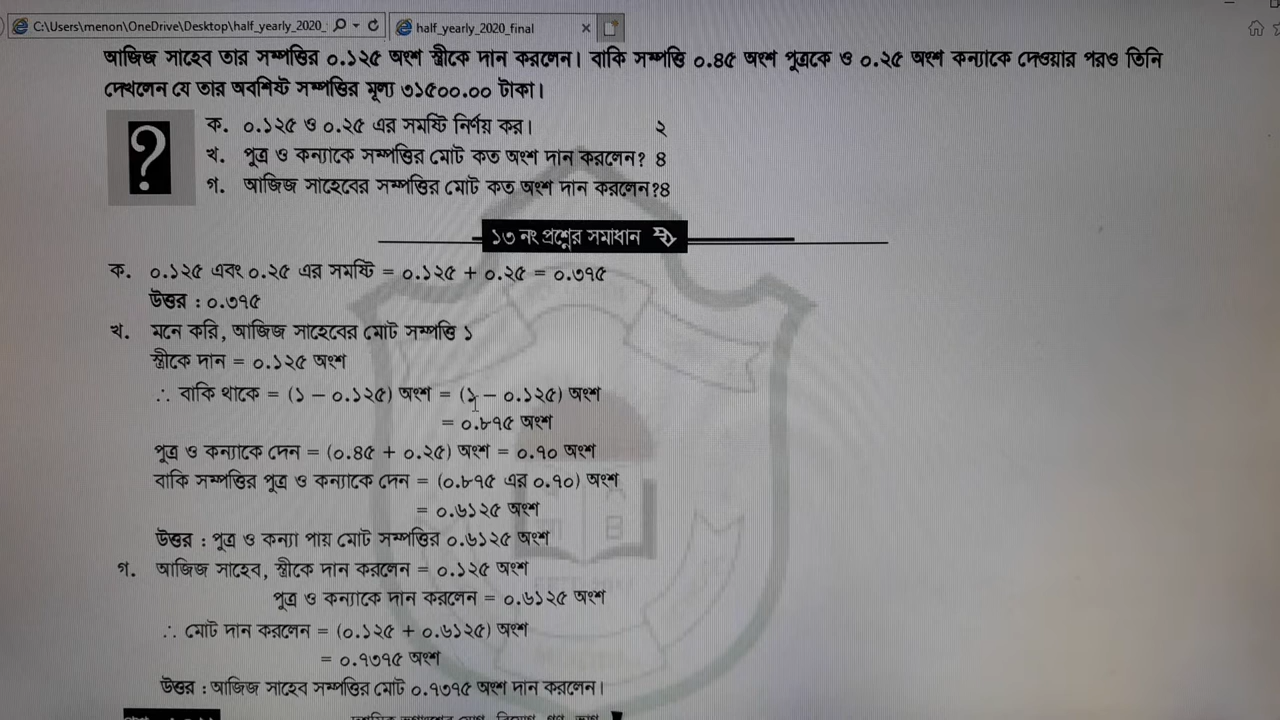 C:\Users\menon\OneDrive\Desktop\half_yearly_2020_
half_yearly_2020_final
আজিজ সাহেব তার সম্পত্তির ০.১২৫ অংশ স্ত্রীকে দান করলেন। বাকি সম্পত্তি ০.৪৫ অংশ পুত্রকে ও ০.২৫ অংশ কন্যাকে দেওয়ার পরও তিনি
দেখলেন যে তার অবশিষ্ট সম্পত্তির মূল্য ৩১৫০০.০০ টাকা।
?
ক. ০.১২৫ ও ০.২৫ এর সমষ্টি নির্ণয় কর। ২
খ. পুত্র ও কন্যাকে সম্পত্তির মোট কত অংশ দান করলেন? ৪
গ. আজিজ সাহেবের সম্পত্তির মোট কত অংশ দান করলেন?৪
১৩ নং প্রশ্নের সমাধান
ক. ০.১২৫ এবং ০.২৫ এর সমষ্টি = ০.১২৫ + ০.২৫ = ০.৩৭৫
উত্তর : ০.৩৭৫
খ. মনে করি, আজিজ সাহেবের মোট সম্পত্তি ১
স্ত্রীকে দান = ০.১২৫ অংশ
∴ বাকি থাকে = (১ – ০.১২৫) অংশ = (১ – ০.১২৫) অংশ
= ০.৮৭৫ অংশ
পুত্র ও কন্যাকে দেন = (০.৪৫ + ০.২৫) অংশ = ০.৭০ অংশ
বাকি সম্পত্তির পুত্র ও কন্যাকে দেন = (০.৮৭৫ এর ০.৭০) অংশ
= ০.৬১২৫ অংশ
উত্তর : পুত্র ও কন্যা পায় মোট সম্পত্তির ০.৬১২৫ অংশ
গ. আজিজ সাহেব, স্ত্রীকে দান করলেন = ০.১২৫ অংশ
পুত্র ও কন্যাকে দান করলেন = ০.৬১২৫ অংশ
∴ মোট দান করলেন = (০.১২৫ + ০.৬১২৫) অংশ
= ০.৭৩৭৫ অংশ
উত্তর : আজিজ সাহেব সম্পত্তির মোট ০.৭৩৭৫ অংশ দান করলেন।